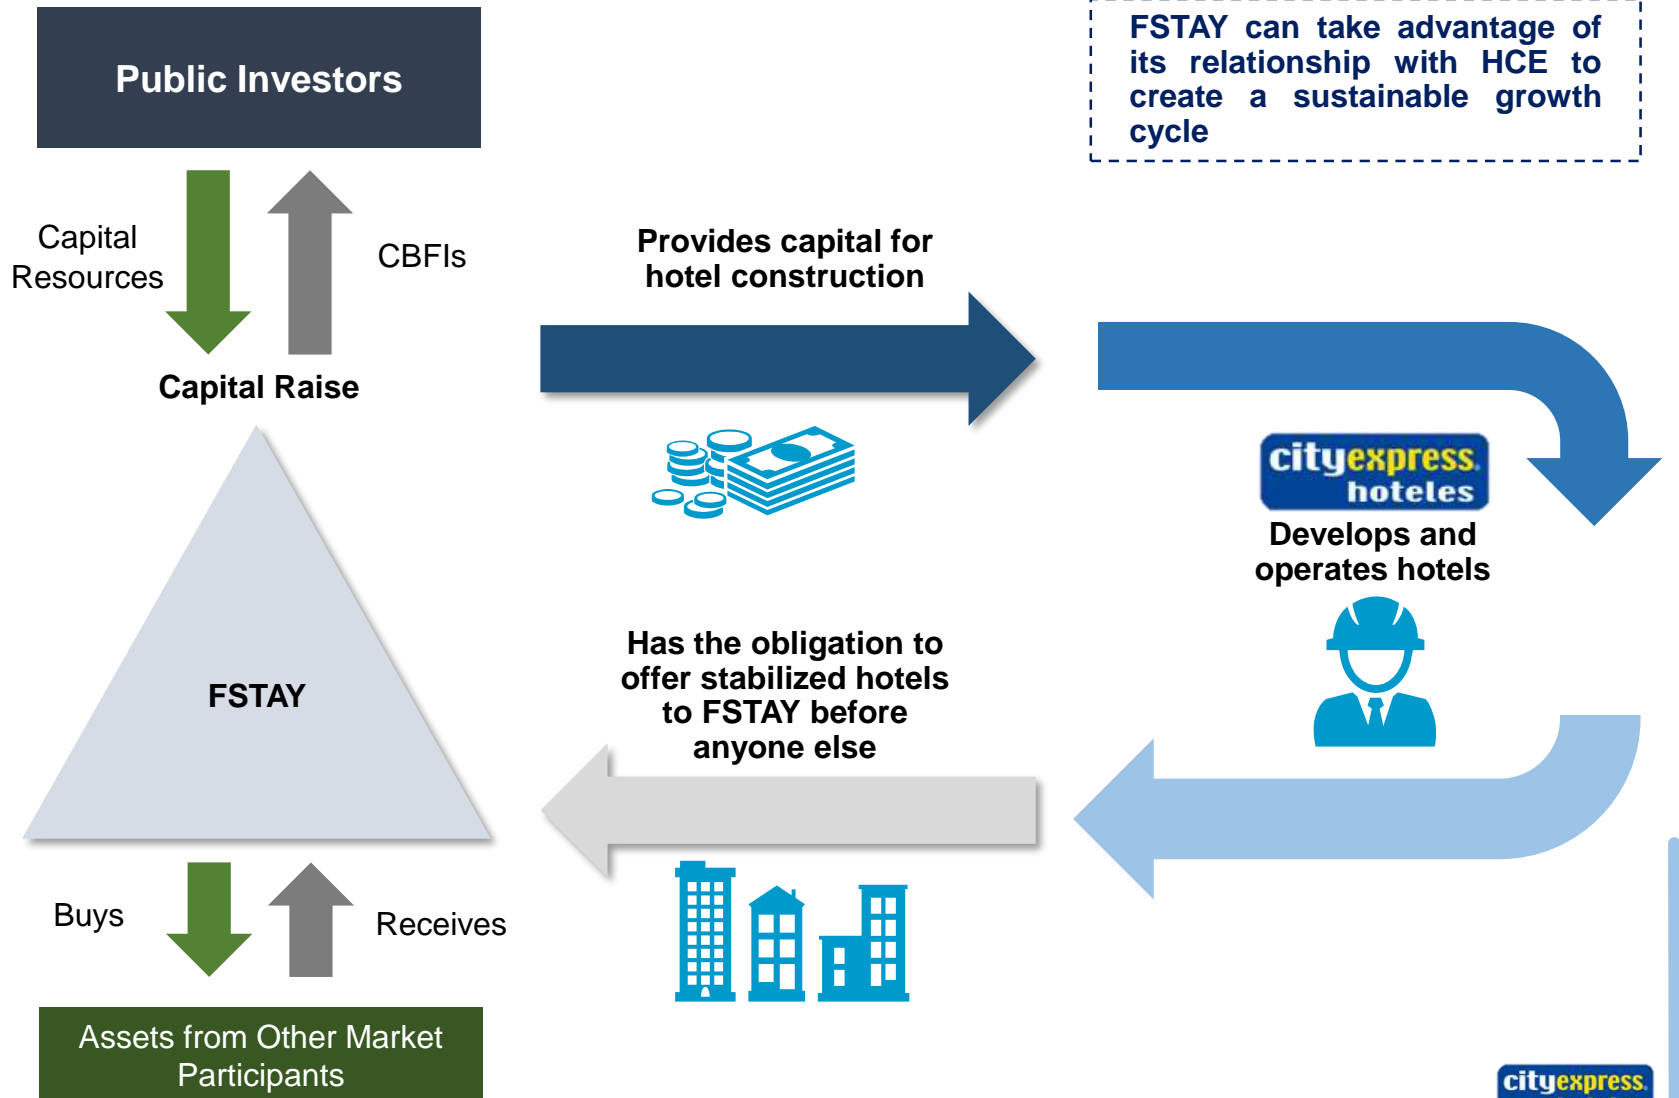 Public Investors
FSTAY can take advantage of
its relationship with HCE to
create a sustainable growth
cycle
Capital
Resources
CBFIs
Capital Raise
Provides capital for
hotel construction
cityexpress.
hoteles
Develops and
operates hotels
FSTAY
Has the obligation to
offer stabilized hotels
to FSTAY before
anyone else
Buys
Receives
Assets from Other Market
Participants
cityexpress.